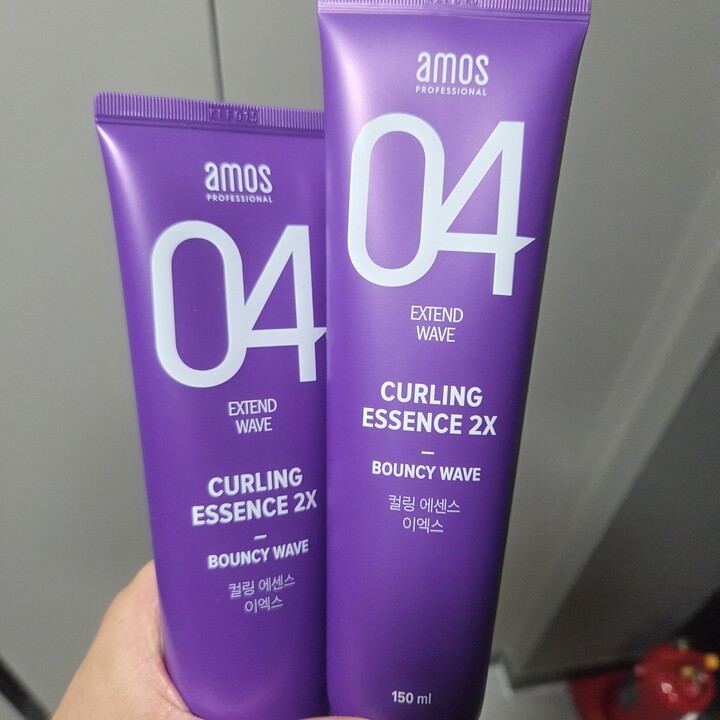 amos
PROFESSIONAL
04
EXTEND
WAVE
CURLING
ESSENCE 2X
BOUNCY WAVE
컬링 에센스
이엑스
amos
PROFESSIONAL
04
EXTEND
WAVE
CURLING
ESSENCE 2X
BOUNCY WAVE
컬링 에센스
이엑스
150 ml